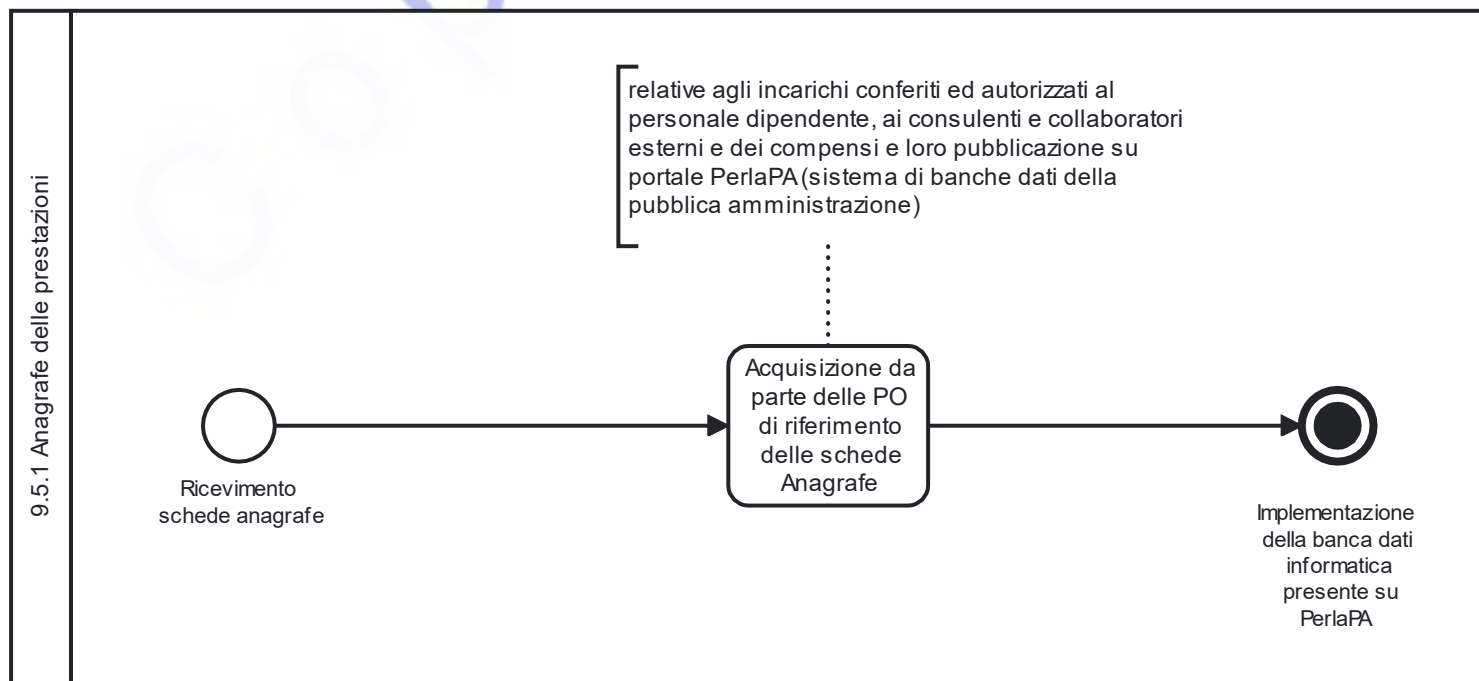 9.5.1 Anagrafe delle prestazioni
relative agli incarichi conferiti ed autorizzati al
personale dipendente, ai consulenti e collaboratori
esterni e dei compensi e loro pubblicazione su
portale PerlaPA (sistema di banche dati della
pubblica amministrazione)
Ricevimento
schede anagrafe
Acquisizione da
parte delle PO
di riferimento
delle schede
Anagrafe
Implementazione
della banca dati
informatica
presente su
PerlaPA